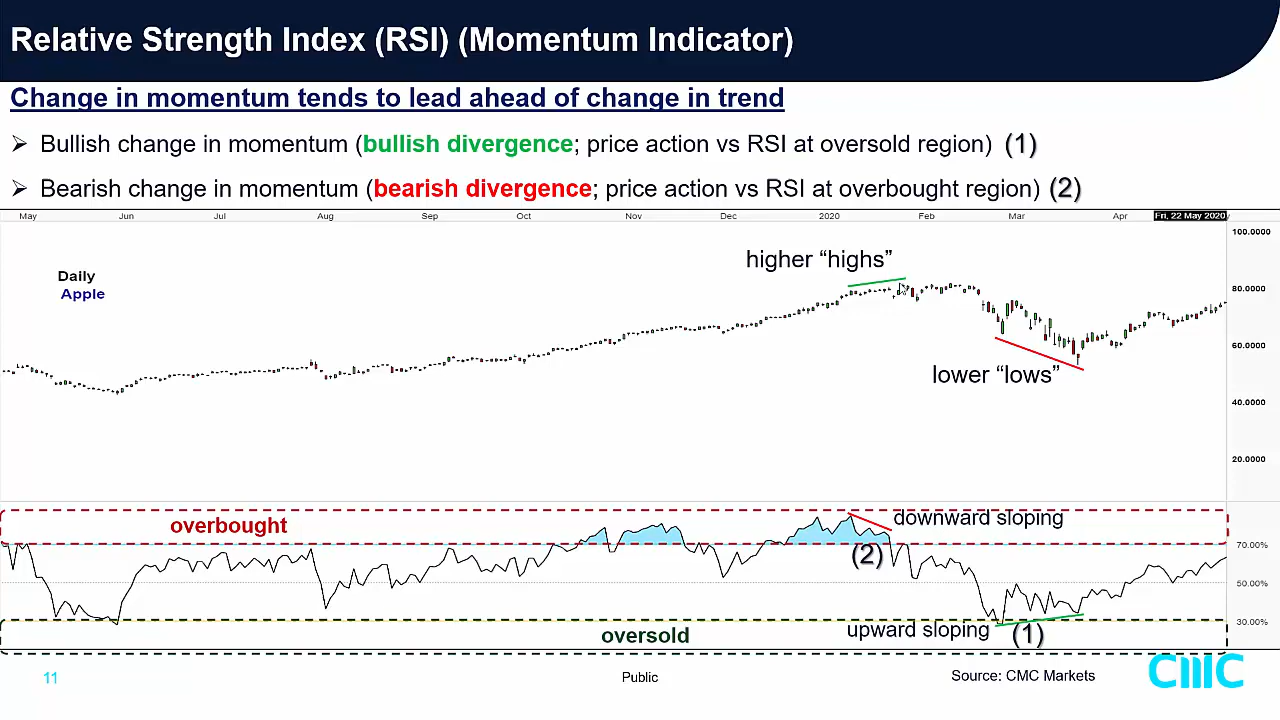 Relative Strength Index (RSI) (Momentum Indicator)
Change in momentum tends to lead ahead of change in trend
➢ Bullish change in momentum (bullish divergence; price action vs RSI at oversold region) (1)
➢ Bearish change in momentum (bearish divergence; price action vs RSI at overbought region) (2)
May Jun Jul Aug Sep Oct Nov Dec 2020 Feb Mar Apr Fri, 22 May 2020
100.0000
higher “highs”
Daily
Apple
80.0000
60.0000
lower “lows”
40.0000
20.0000
overbought
downward sloping
70.00%
(2)
50.00%
30.00%
upward sloping
(1)
oversold
11
Public
Source: CMC Markets
CMC